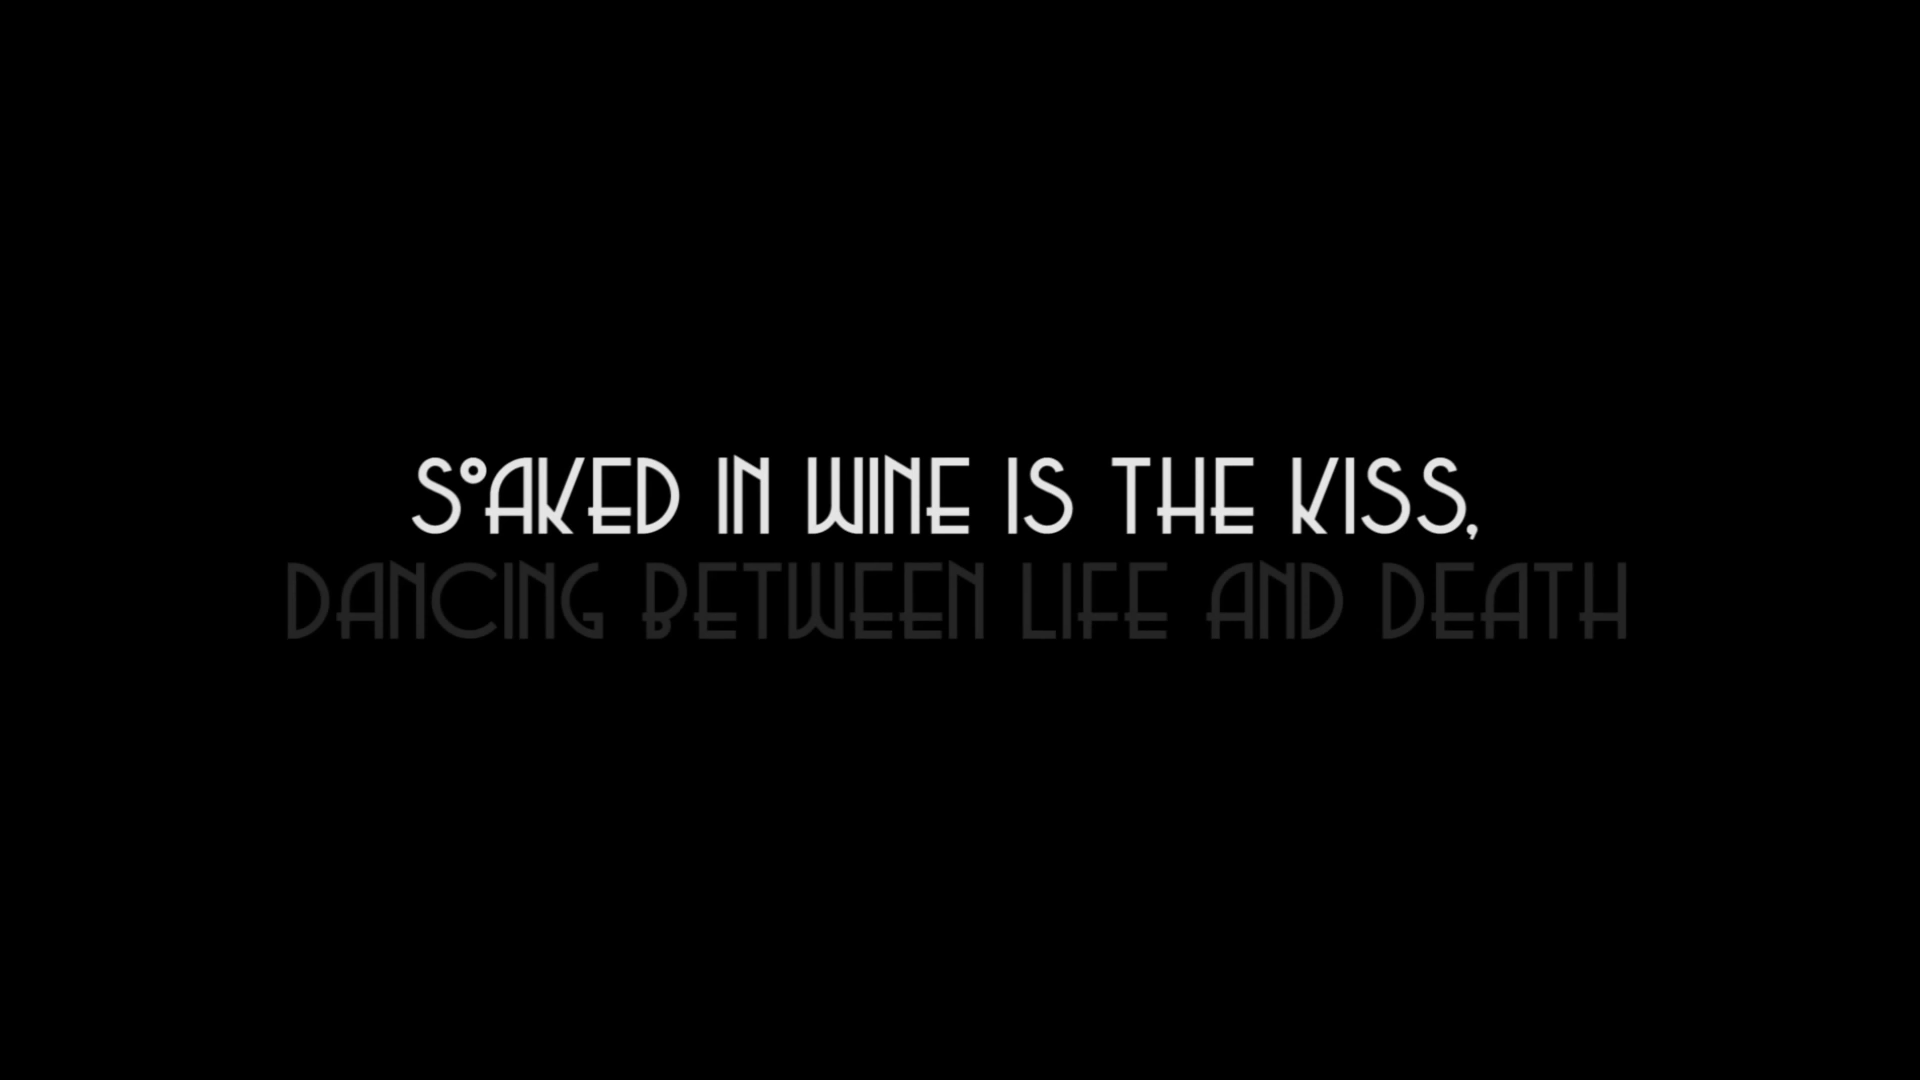 SOAKED IN WINE IS THE KISS,
DANCING BETWEEN LIFE AND DEATH